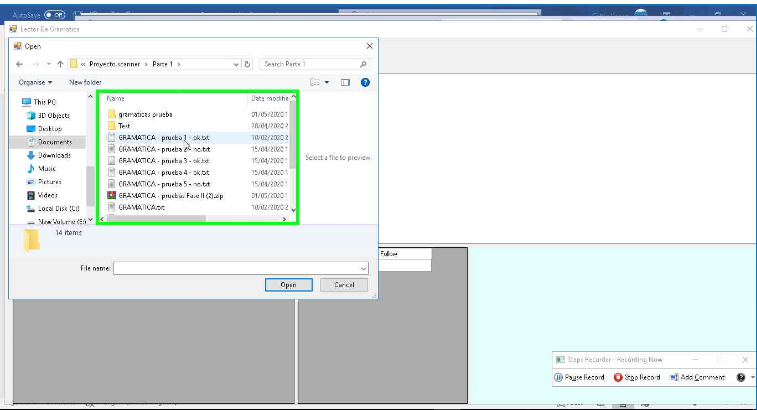 AutoSave Off
Lector De Gramatica
Open
« Proyecto scanner › Parte 1 ›
Search Parte 1
Organise
New folder
Name
Date modifie
This PC
3D Objects
Desktop
Documents
Downloads
Music
Pictures
Videos
Local Disk (C:)
New Volume (E:)
gramaticas prueba
01/05/2020 1
Test
28/04/2020 2
GRAMATICA - prueba 1 - ok.txt
10/02/2020 2
GRAMATICA - prueba 2 - no.txt
15/04/2020 1
GRAMATICA - prueba 3 - ok.txt
15/04/2020 1
GRAMATICA - prueba 4 - ok.txt
15/04/2020 1
GRAMATICA - prueba 5 - no.txt
15/04/2020 1
GRAMATICA - pruebas Fase II (2).zip
01/05/2020 1
GRAMATICA.txt
10/02/2020 2
Select a file to preview.
14 items
File name:
Open
Cancel
Follow
Steps Recorder - Recording Now
Pause Record
Stop Record
Add Comment